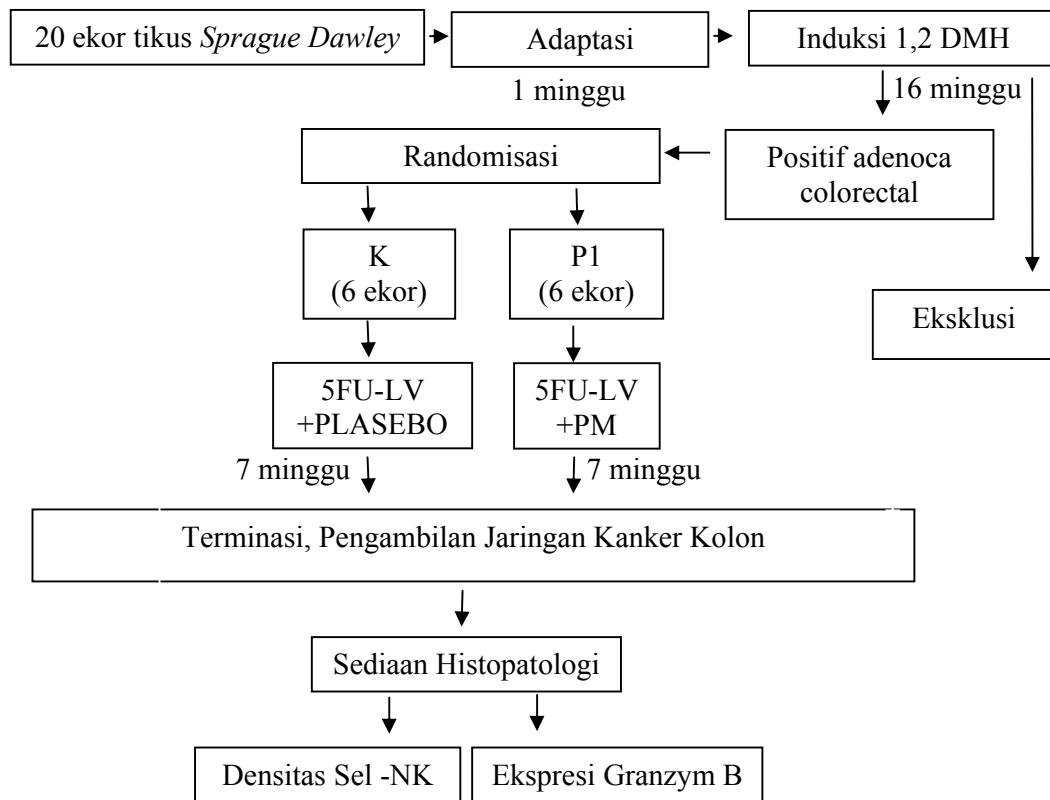 20 ekor tikus Sprague Dawley
Adaptasi
Induksi 1,2 DMH
1 minggu
16 minggu
Randomisasi
Positif adenoca
colorectal
K
(6 ekor)
P1
(6 ekor)
Eksklusi
5FU-LV
+PLASEBO
5FU-LV
+PM
7 minggu
7 minggu
Terminasi, Pengambilan Jaringan Kanker Kolon
Sediaan Histopatologi
Densitas Sel -NK
Ekspresi Granzym B